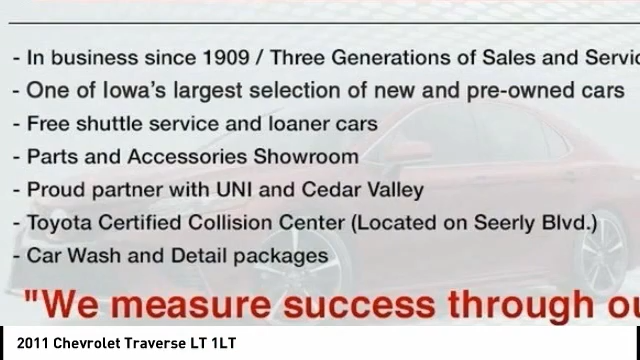 - In business since 1909 / Three Generations of Sales and
- One of Iowa's largest selection of new and pre-owned cars
- Free shuttle service and loaner cars
- Parts and Accessories Showroom
- Proud partner with UNI and Cedar Valley
- Toyota Certified Collision Center (Located on Seerly Blvd.)
- Car Wash and Detail packages
"We measure success through
2011 Chevrolet Traverse LT 1LT